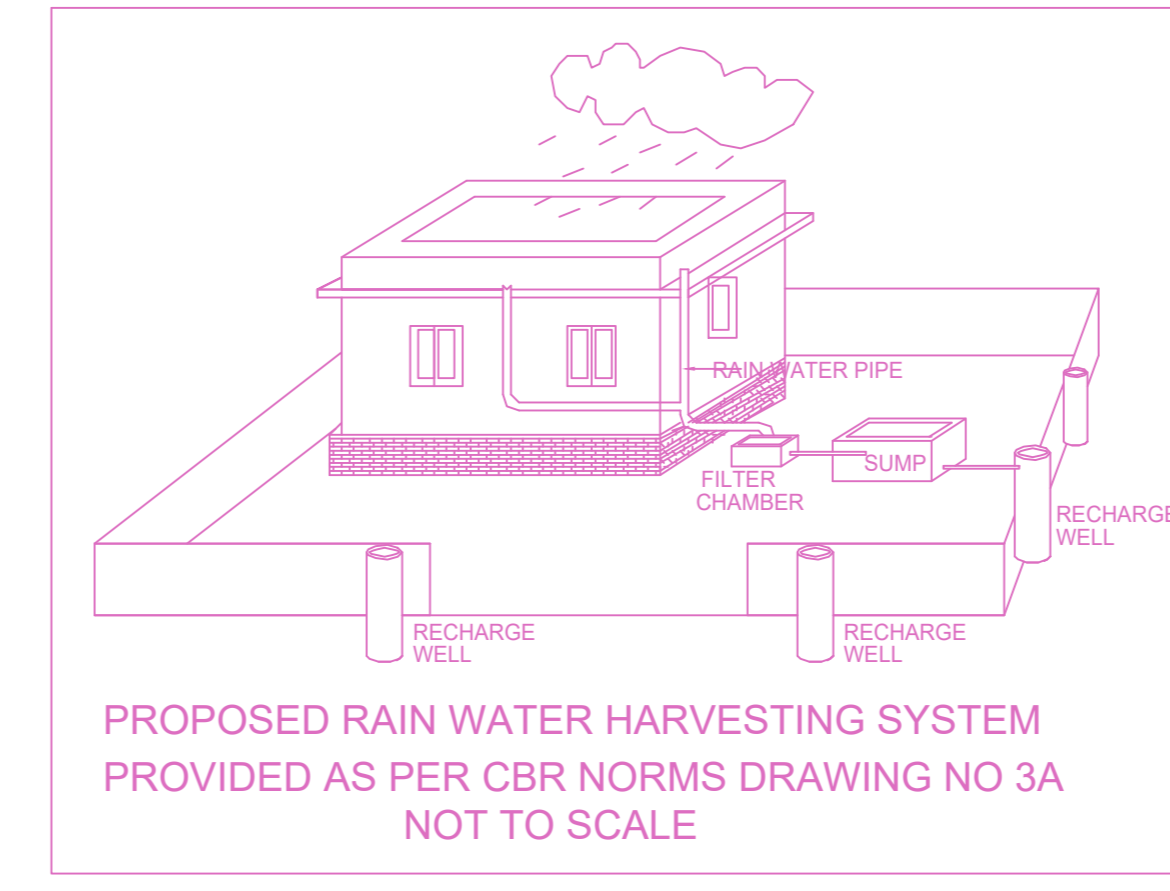 RAIN WATER PIPE
SUMP
FILTER
CHAMBER
RECHARGE
WELL
RECHARGE
WELL
RECHARGE
WELL
PROPOSED RAIN WATER HARVESTING SYSTEM
PROVIDED AS PER CBR NORMS DRAWING NO 3A
NOT TO SCALE